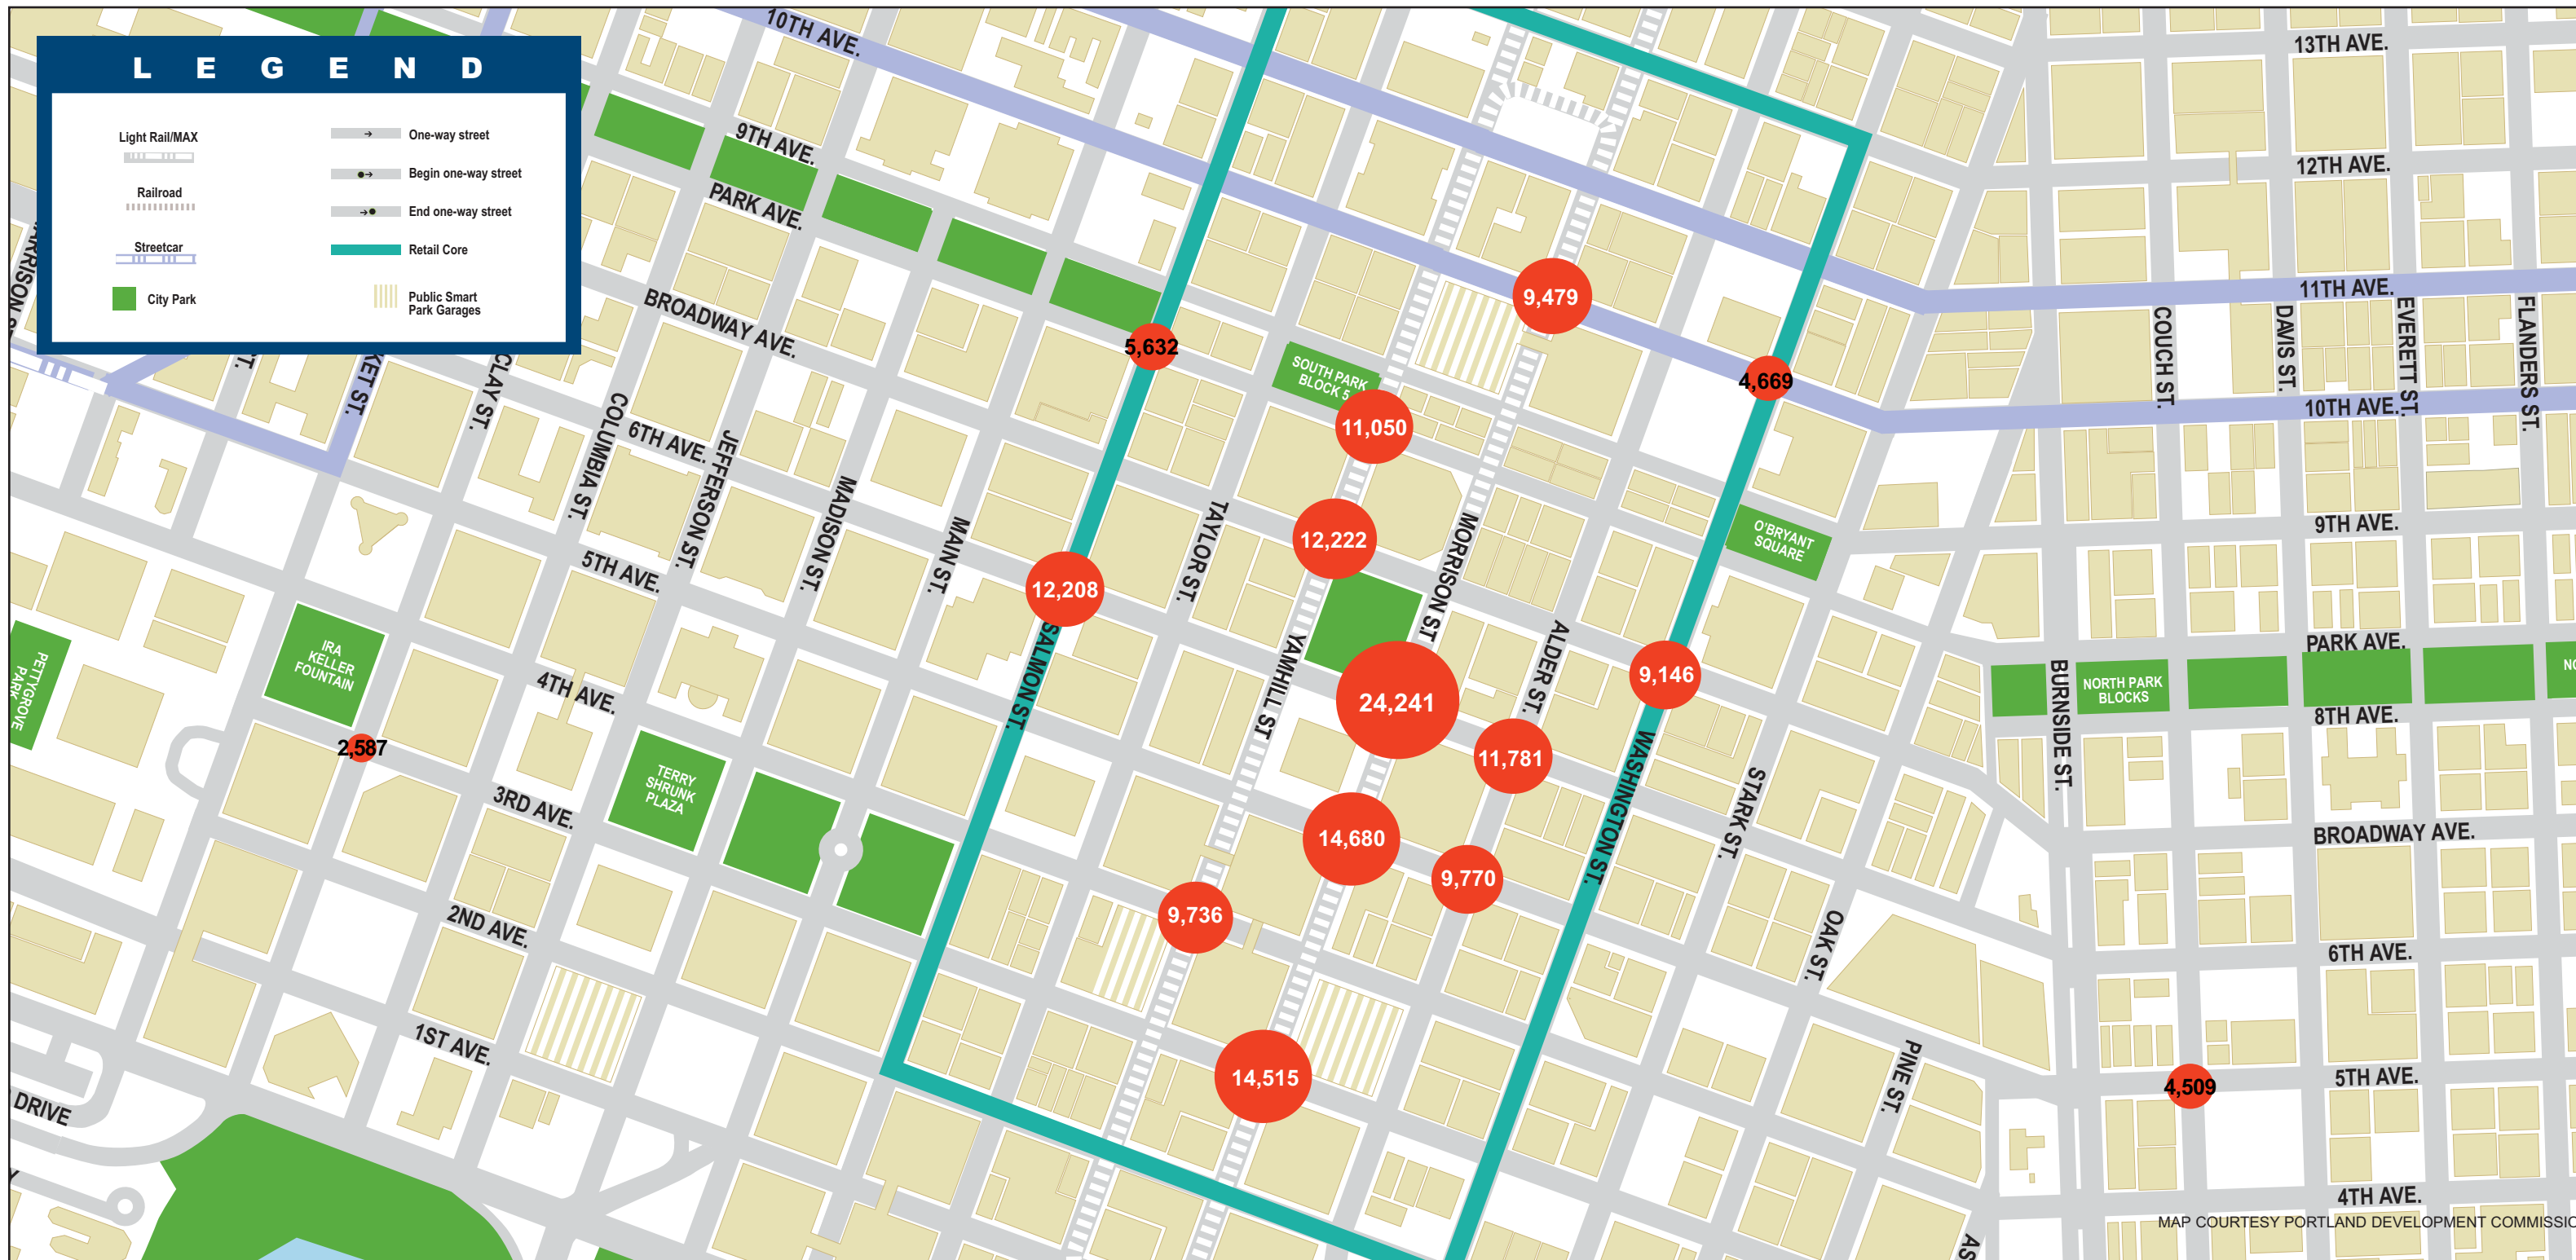 LEGEND
Light Rail/MAX
Railroad
Streetcar
City Park
One-way street
Begin one-way street
End one-way street
Retail Core
Public Smart
Park Garages
10TH AVE.
9TH AVE.
PARK AVE.
BROADWAY AVE.
6TH AVE.
5TH AVE.
4TH AVE.
3RD AVE.
2ND AVE.
1ST AVE.
CLAY ST.
COLUMBIA ST.
JEFFERSON ST.
MADISON ST.
MAIN ST.
SALMON ST.
TAYLOR ST.
YAMHILL ST.
MORRISON ST.
ALDER ST.
WASHINGTON ST.
STARK ST.
OAK ST.
PINE ST.
BURNSIDE ST.
COUCH ST.
DAVIS ST.
EVERETT ST.
FLANDERS ST.
13TH AVE.
12TH AVE.
11TH AVE.
10TH AVE.
9TH AVE.
PARK AVE.
8TH AVE.
BROADWAY AVE.
6TH AVE.
5TH AVE.
4TH AVE.
SOUTH PARK
BLOCK 5
O'BRYANT
SQUARE
NORTH PARK
BLOCKS
IRA
KELLER
FOUNTAIN
PETTYGROVE
PARK
TERRY
SHRUNK
PLAZA
DRIVE
9,479
5,632
4,669
11,050
12,222
12,208
9,146
24,241
2,587
11,781
14,680
9,770
9,736
14,515
4,509
MAP COURTESY PORTLAND DEVELOPMENT